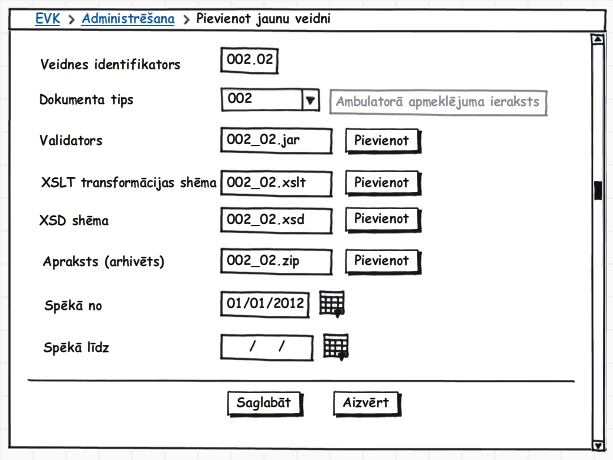 EVK > Administrēšana > Pievienot jaunu veidni
Veidnes identifikators 002.02
Dokumenta tips 002 Ambulatorā apmeklējuma ieraksts
Validators 002_02.jar Pievienot
XSLT transformācijas shēma 002_02.xslt Pievienot
XSD shēma 002_02.xsd Pievienot
Apraksts (arhivēts) 002_02.zip Pievienot
Spēkā no 01/01/2012
Spēkā līdz / /
Saglabāt Aizvērt